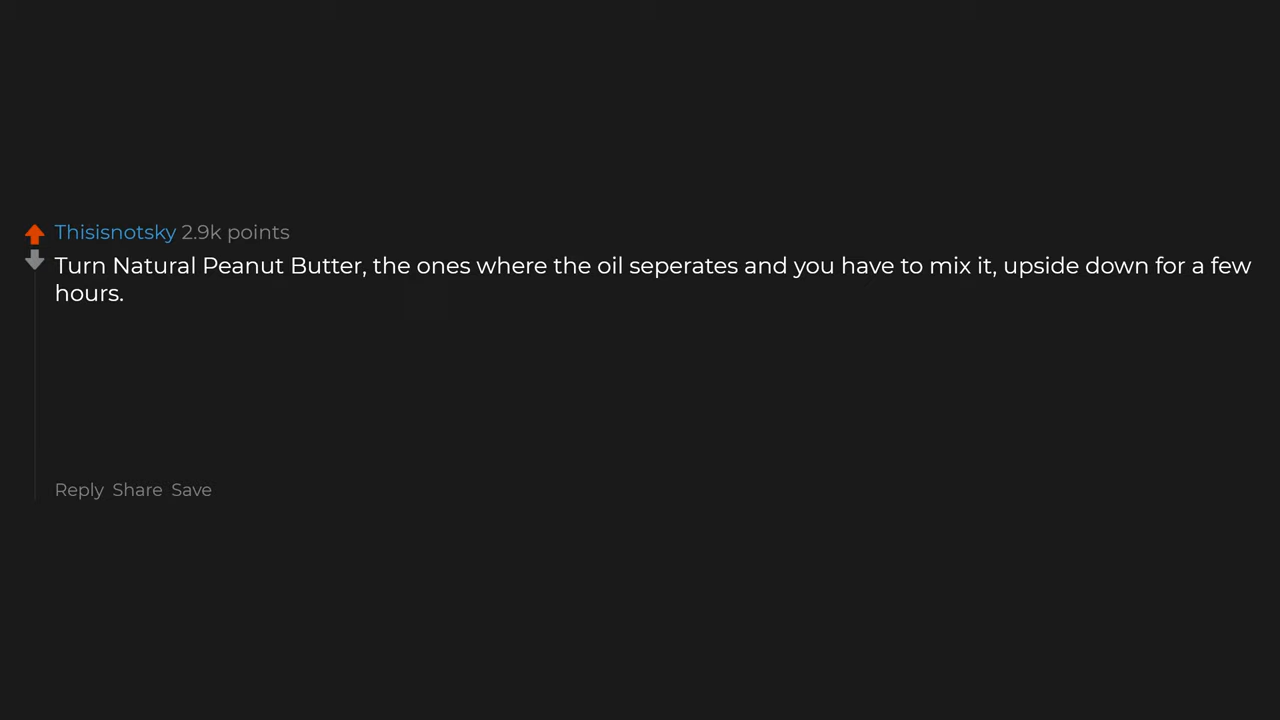 Thisisnotsky 2.9k points
Turn Natural Peanut Butter, the ones where the oil seperates and you have to mix it, upside down for a few
hours.
Reply Share Save